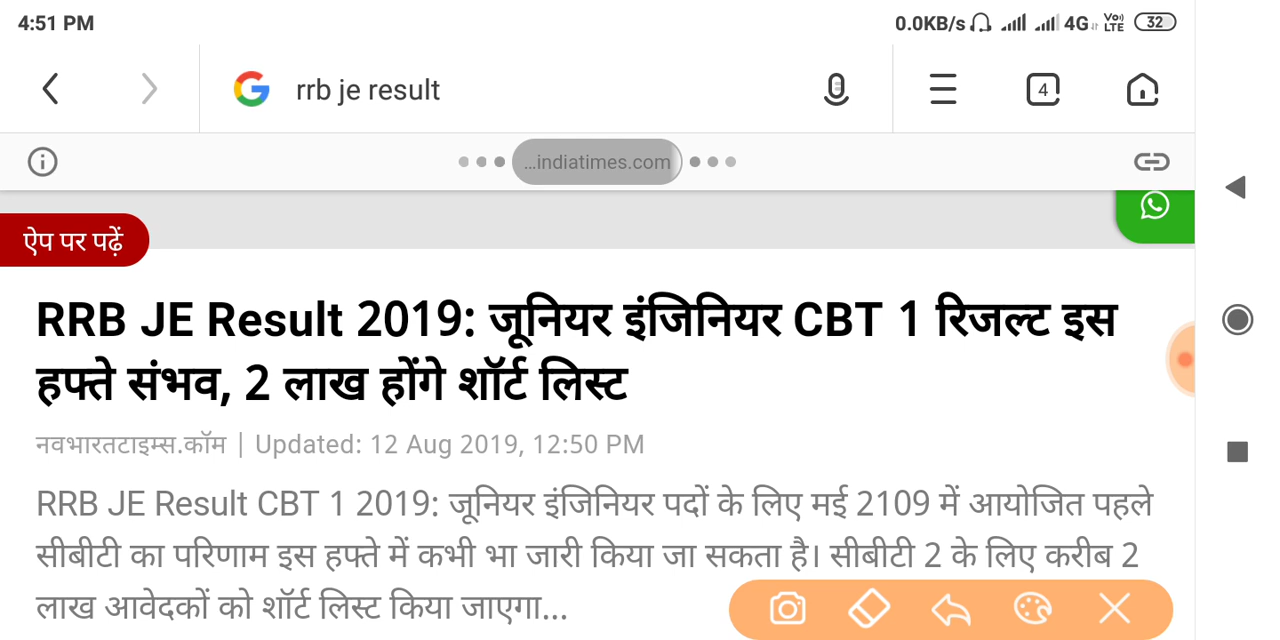 4:51 PM
0.0KB/s 4G Vo) LTE 32
rrb je result
4
...indiatimes.com
ऐप पर पढ़ें
RRB JE Result 2019: जूनियर इंजिनियर CBT 1 रिजल्ट इस
हफ्ते संभव, 2 लाख होंगे शॉर्ट लिस्ट
नवभारतटाइम्स.कॉम | Updated: 12 Aug 2019, 12:50 PM
RRB JE Result CBT 1 2019: जूनियर इंजिनियर पदों के लिए मई 2109 में आयोजित पहले
सीबीटी का परिणाम इस हफ्ते में कभी भा जारी किया जा सकता है। सीबीटी 2 के लिए करीब 2
लाख आवेदकों को शॉर्ट लिस्ट किया जाएगा...